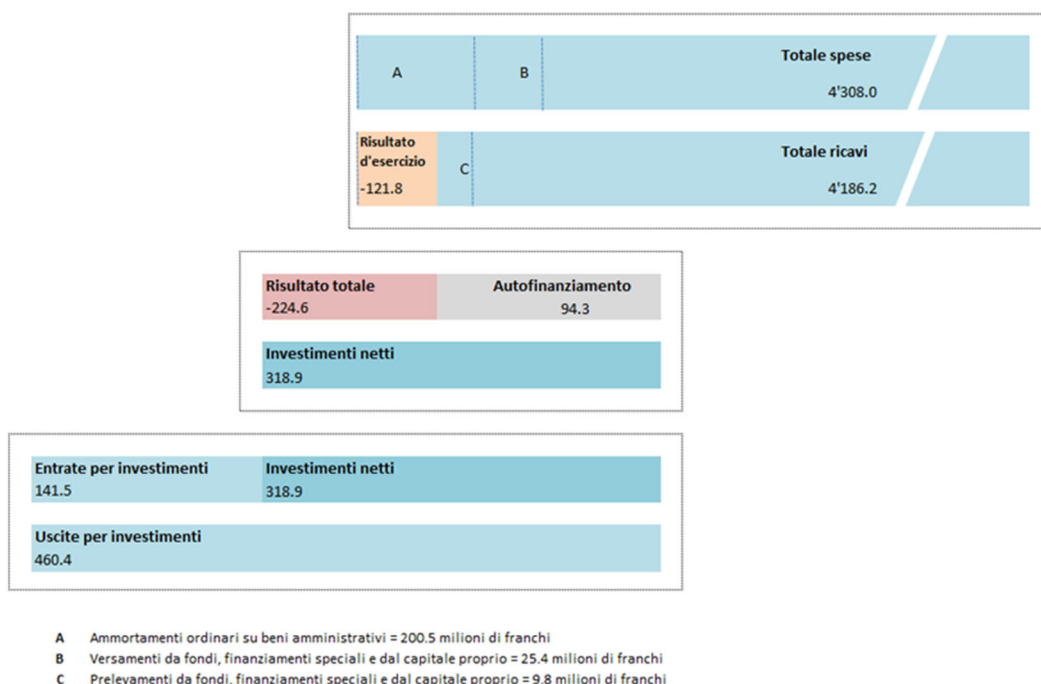 A
B
Totale spese
4'308.0
Risultato
d'esercizio
-121.8
C
Totale ricavi
4'186.2
Risultato totale
-224.6
Autofinanziamento
94.3
Investimenti netti
318.9
Entrate per investimenti
141.5
Investimenti netti
318.9
Uscite per investimenti
460.4
A Ammortamenti ordinari su beni amministrativi = 200.5 milioni di franchi
B Versamenti da fondi, finanziamenti speciali e dal capitale proprio = 25.4 milioni di franchi
C Prelevamenti da fondi, finanziamenti speciali e dal capitale proprio = 9.8 milioni di franchi